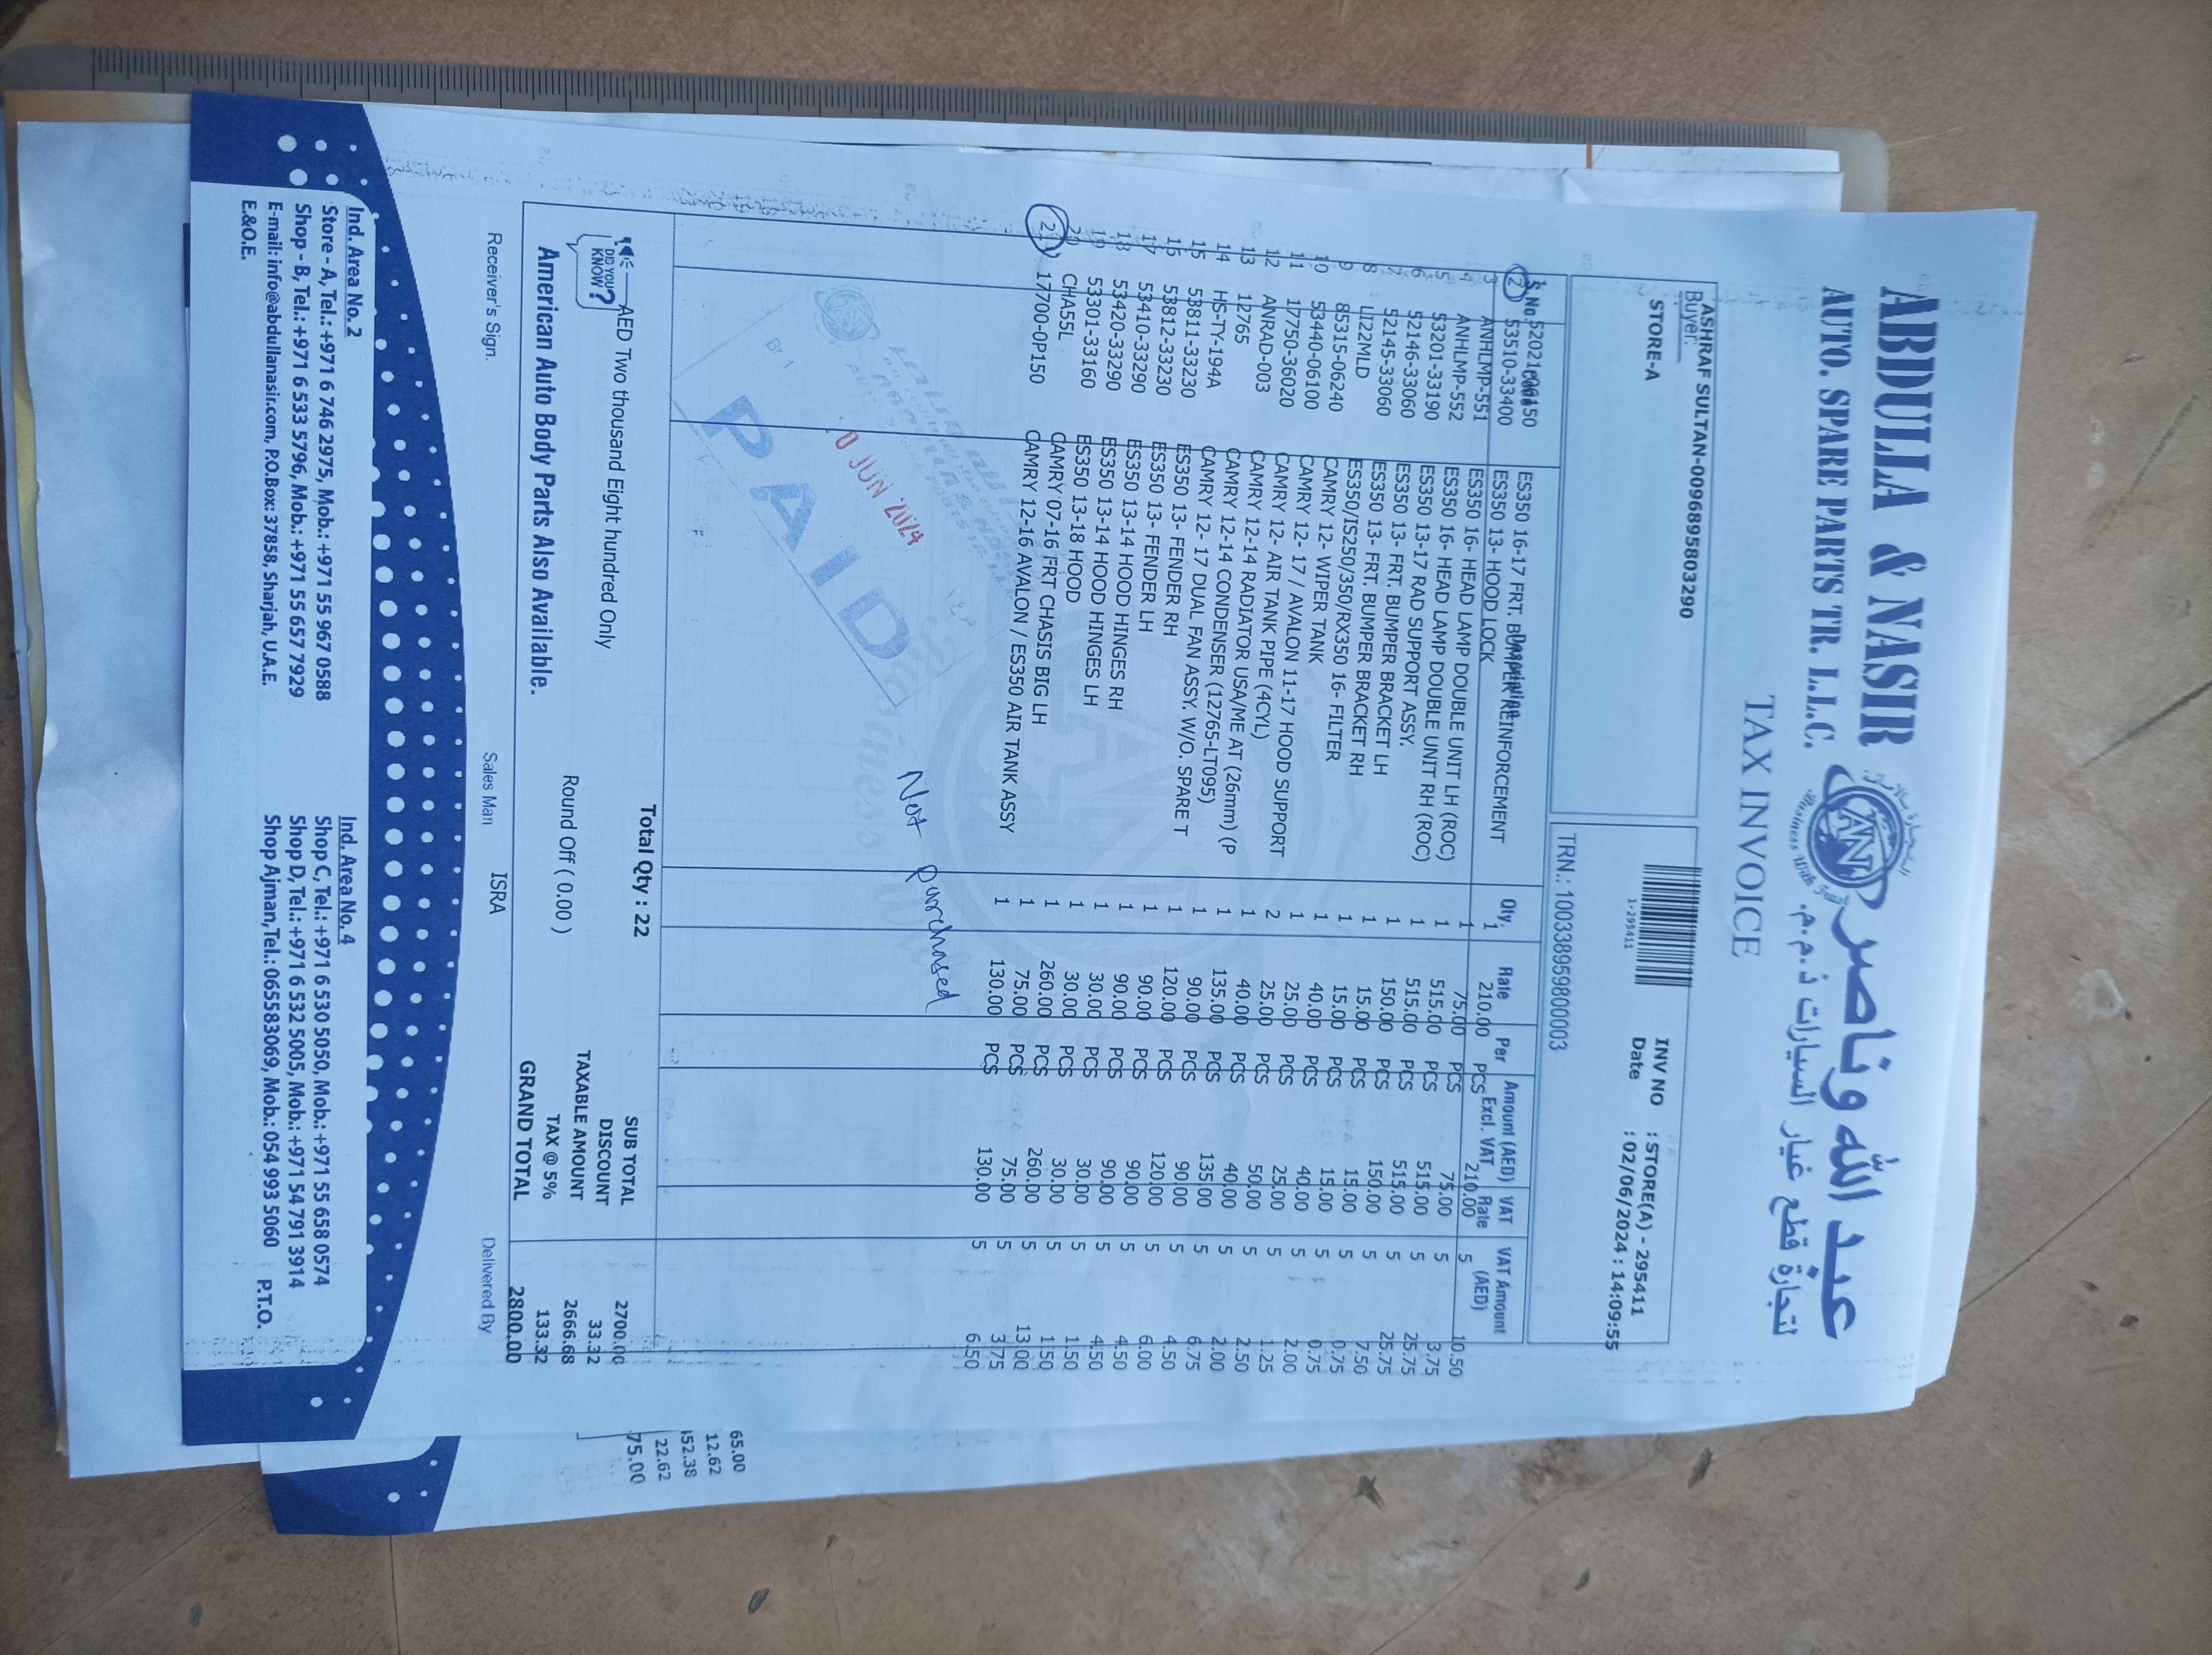 ABDULLA & NASIR
عبد الله وناصر
AUTO. SPARE PARTS TR. L.L.C.
لتجارة قطع غيار السيارات ذ.م.م.
AN
TAX INVOICE
ASHRAF SULTAN-0096895803290
Buyer:
STORE-A
1-295411
INV NO : STORE(A) - 295411
Date : 02/06/2024 : 14:09:55
TRN.: 100338959800003
S. No. Code Description Qty. Rate Per Amount (AED) Excl. VAT VAT Rate VAT Amount (AED)
1 52021-00150 ES350 16-17 FRT. BUMPER REINFORCEMENT 1 210.00 PCS 210.00 5 10.50
2 53510-33400 ES350 13- HOOD LOCK 1 75.00 PCS 75.00 5 3.75
3 ANHLMP-551 ES350 16- HEAD LAMP DOUBLE UNIT LH (ROC) 1 515.00 PCS 515.00 5 25.75
4 ANHLMP-552 ES350 16- HEAD LAMP DOUBLE UNIT RH (ROC) 1 515.00 PCS 515.00 5 25.75
5 53201-33190 ES350 13-17 RAD SUPPORT ASSY. 1 150.00 PCS 150.00 5 7.50
6 52146-33060 ES350 13- FRT. BUMPER BRACKET LH 1 15.00 PCS 15.00 5 0.75
7 52145-33060 ES350 13- FRT. BUMPER BRACKET RH 1 15.00 PCS 15.00 5 0.75
8 LI22MLD ES350/IS250/350/RX350 16- FILTER 1 40.00 PCS 40.00 5 2.00
9 85315-06240 CAMRY 12- WIPER TANK 1 25.00 PCS 25.00 5 1.25
10 53440-06100 CAMRY 12- 17 / AVALON 11-17 HOOD SUPPORT 2 25.00 PCS 50.00 5 2.50
11 17750-36020 CAMRY 12- AIR TANK PIPE (4CYL) 1 40.00 PCS 40.00 5 2.00
12 ANRAD-003 CAMRY 12-14 RADIATOR USA/ME AT (26mm) (P 1 135.00 PCS 135.00 5 6.75
13 12765 CAMRY 12-14 CONDENSER (12765-LT095) 1 90.00 PCS 90.00 5 4.50
14 HS-TY-194A CAMRY 12- 17 DUAL FAN ASSY. W/O. SPARE T 1 120.00 PCS 120.00 5 6.00
15 53811-33230 ES350 13- FENDER RH 1 90.00 PCS 90.00 5 4.50
16 53812-33230 ES350 13- FENDER LH 1 90.00 PCS 90.00 5 4.50
17 53410-33290 ES350 13-14 HOOD HINGES RH 1 30.00 PCS 30.00 5 1.50
18 53420-33290 ES350 13-14 HOOD HINGES LH 1 30.00 PCS 30.00 5 1.50
19 53301-33160 ES350 13-18 HOOD 1 260.00 PCS 260.00 5 13.00
20 CHA55L CAMRY 07-16 FRT CHASIS BIG LH 1 75.00 PCS 75.00 5 3.75
21 17700-0P150 CAMRY 12-16 AVALON / ES350 AIR TANK ASSY 1 130.00 PCS 130.00 5 6.50
Not purchased
JUN 2024
PAID
Br. 1
Total Qty : 22
AED Two thousand Eight hundred Only
Round Off ( 0.00 )
SUB TOTAL 2700.00
DISCOUNT 33.32
TAXABLE AMOUNT 2666.68
TAX @ 5% 133.32
GRAND TOTAL 2800.00
DID YOU KNOW?
American Auto Body Parts Also Available.
Receiver's Sign.
Sales Man ISRA
Delivered By
Ind. Area No. 2
Store - A, Tel.: +971 6 746 2975, Mob.: +971 55 967 0588
Shop - B, Tel.: +971 6 533 5796, Mob.: +971 55 657 7929
E-mail: info@abdullanasir.com, P.O.Box: 37858, Sharjah, U.A.E.
E.&O.E.
Ind. Area No. 4
Shop C, Tel.: +971 6 530 5050, Mob.: +971 55 658 0574
Shop D, Tel.: +971 6 532 5005, Mob.: +971 54 791 3914
Shop Ajman, Tel.: 065583069, Mob.: 054 993 5060
P.T.O.
65.00
12.62
152.38
22.62
75.00